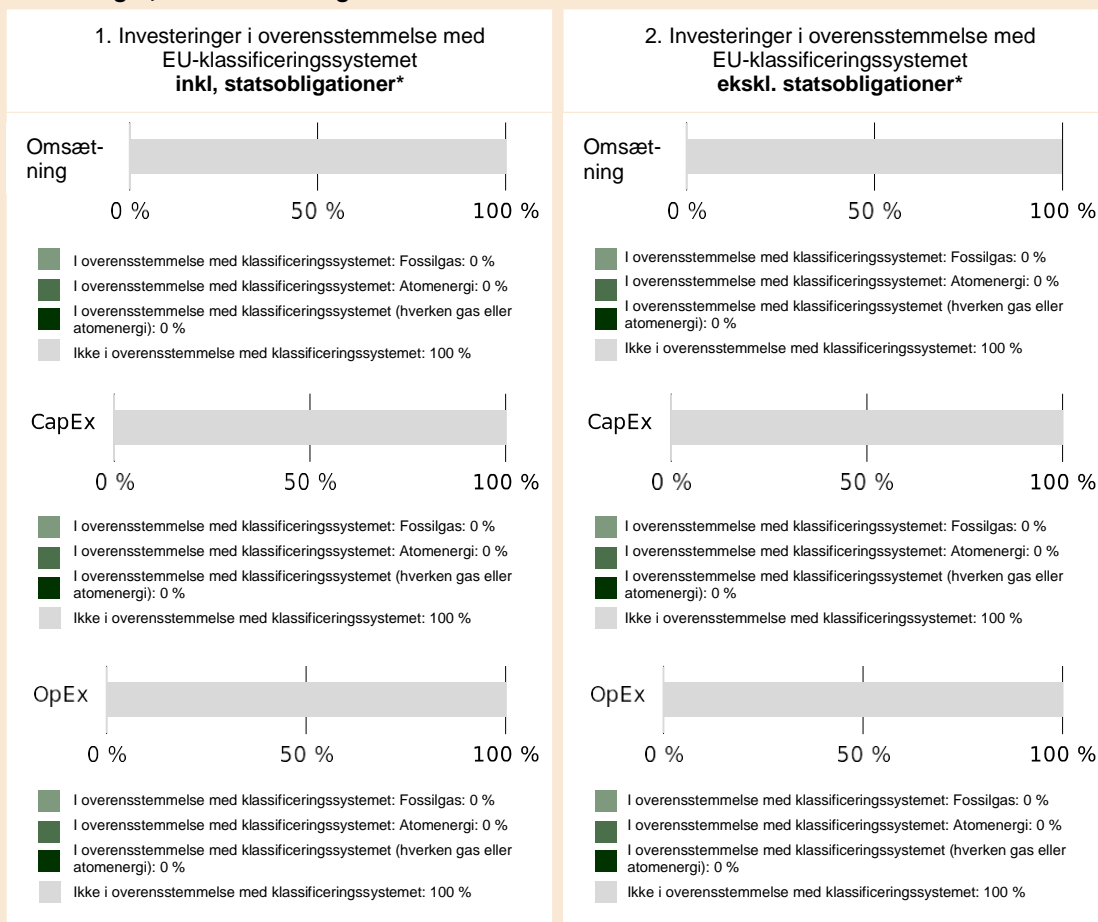 1. Investeringer i overensstemmelse med
EU-klassificeringssystemet
inkl, statsobligationer*
Omsæt-
ning
0 %
50 %
100 %
I overensstemmelse med klassificeringssystemet: Fossilgas: 0 %
I overensstemmelse med klassificeringssystemet: Atomenergi: 0 %
I overensstemmelse med klassificeringssystemet (hverken gas eller
atomenergi): 0 %
Ikke i overensstemmelse med klassificeringssystemet: 100 %
CapEx
0 %
50 %
100 %
I overensstemmelse med klassificeringssystemet: Fossilgas: 0 %
I overensstemmelse med klassificeringssystemet: Atomenergi: 0 %
I overensstemmelse med klassificeringssystemet (hverken gas eller
atomenergi): 0 %
Ikke i overensstemmelse med klassificeringssystemet: 100 %
OpEx
0 %
50 %
100 %
I overensstemmelse med klassificeringssystemet: Fossilgas: 0 %
I overensstemmelse med klassificeringssystemet: Atomenergi: 0 %
I overensstemmelse med klassificeringssystemet (hverken gas eller
atomenergi): 0 %
Ikke i overensstemmelse med klassificeringssystemet: 100 %
2. Investeringer i overensstemmelse med
EU-klassificeringssystemet
ekskl. statsobligationer*
Omsæt-
ning
0 %
50 %
100 %
I overensstemmelse med klassificeringssystemet: Fossilgas: 0 %
I overensstemmelse med klassificeringssystemet: Atomenergi: 0 %
I overensstemmelse med klassificeringssystemet (hverken gas eller
atomenergi): 0 %
Ikke i overensstemmelse med klassificeringssystemet: 100 %
CapEx
0 %
50 %
100 %
I overensstemmelse med klassificeringssystemet: Fossilgas: 0 %
I overensstemmelse med klassificeringssystemet: Atomenergi: 0 %
I overensstemmelse med klassificeringssystemet (hverken gas eller
atomenergi): 0 %
Ikke i overensstemmelse med klassificeringssystemet: 100 %
OpEx
0 %
50 %
100 %
I overensstemmelse med klassificeringssystemet: Fossilgas: 0 %
I overensstemmelse med klassificeringssystemet: Atomenergi: 0 %
I overensstemmelse med klassificeringssystemet (hverken gas eller
atomenergi): 0 %
Ikke i overensstemmelse med klassificeringssystemet: 100 %